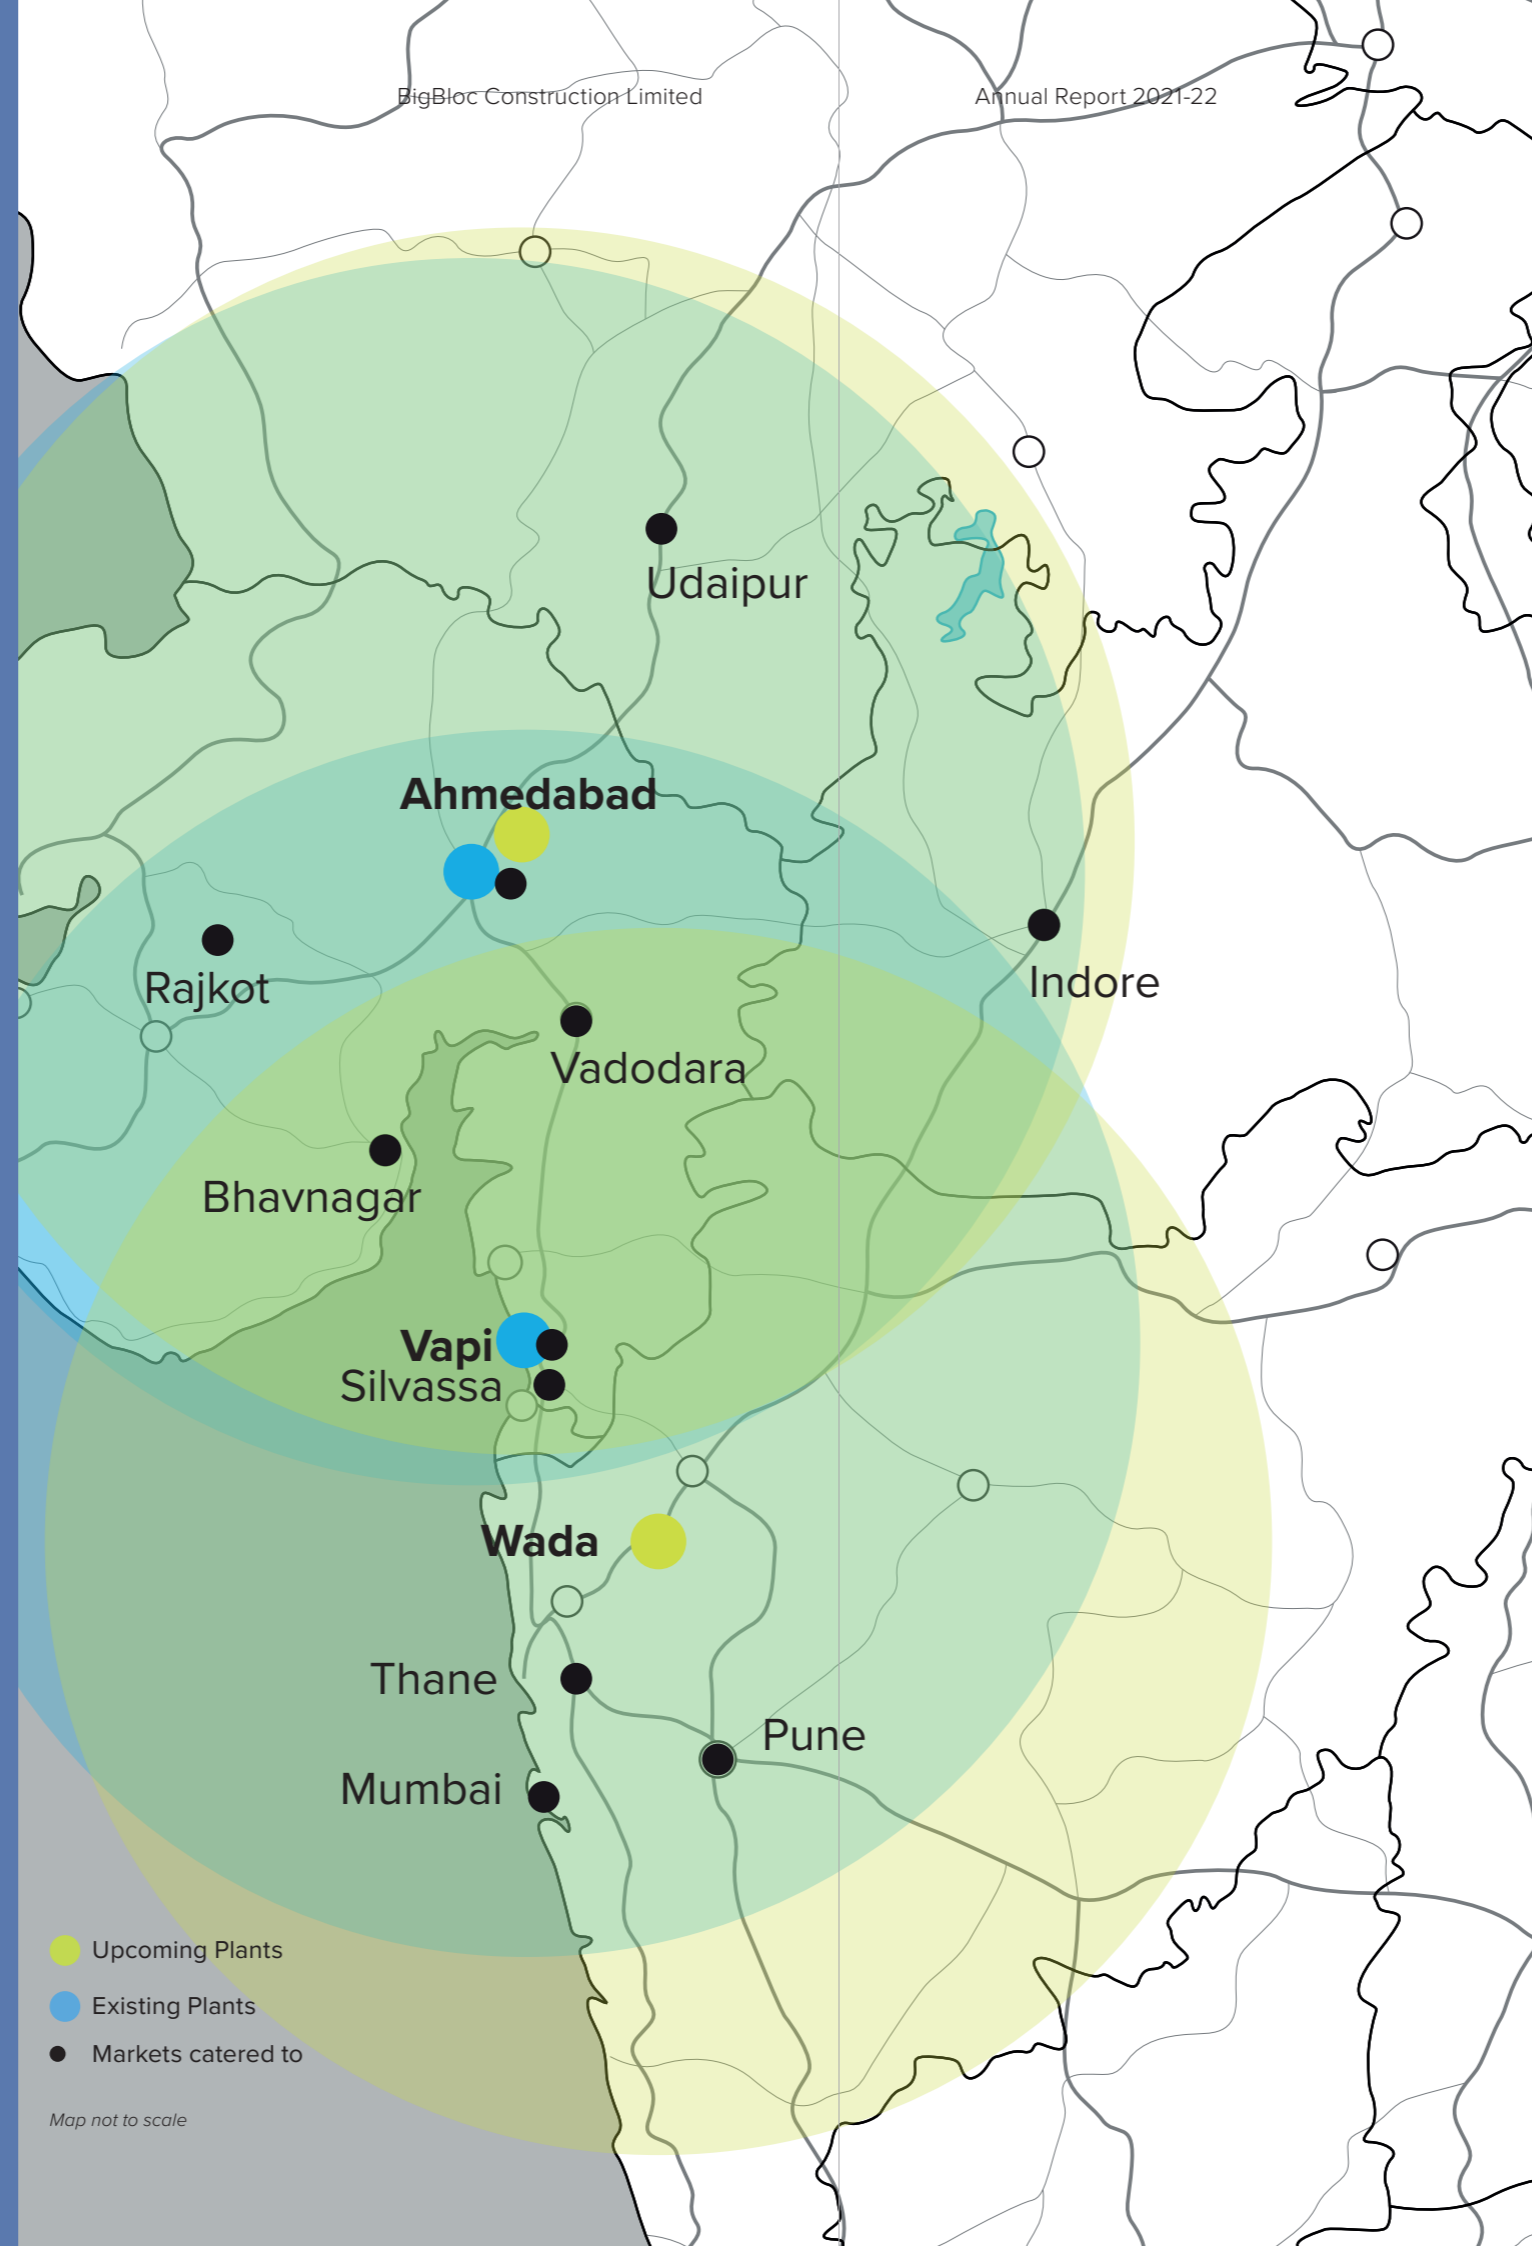 BigBloc Construction Limited
Annual Report 2021-22
Udaipur
Ahmedabad
Rajkot
Indore
Vadodara
Bhavnagar
Vapi
Silvassa
Wada
Thane
Pune
Mumbai
Upcoming Plants
Existing Plants
Markets catered to
Map not to scale